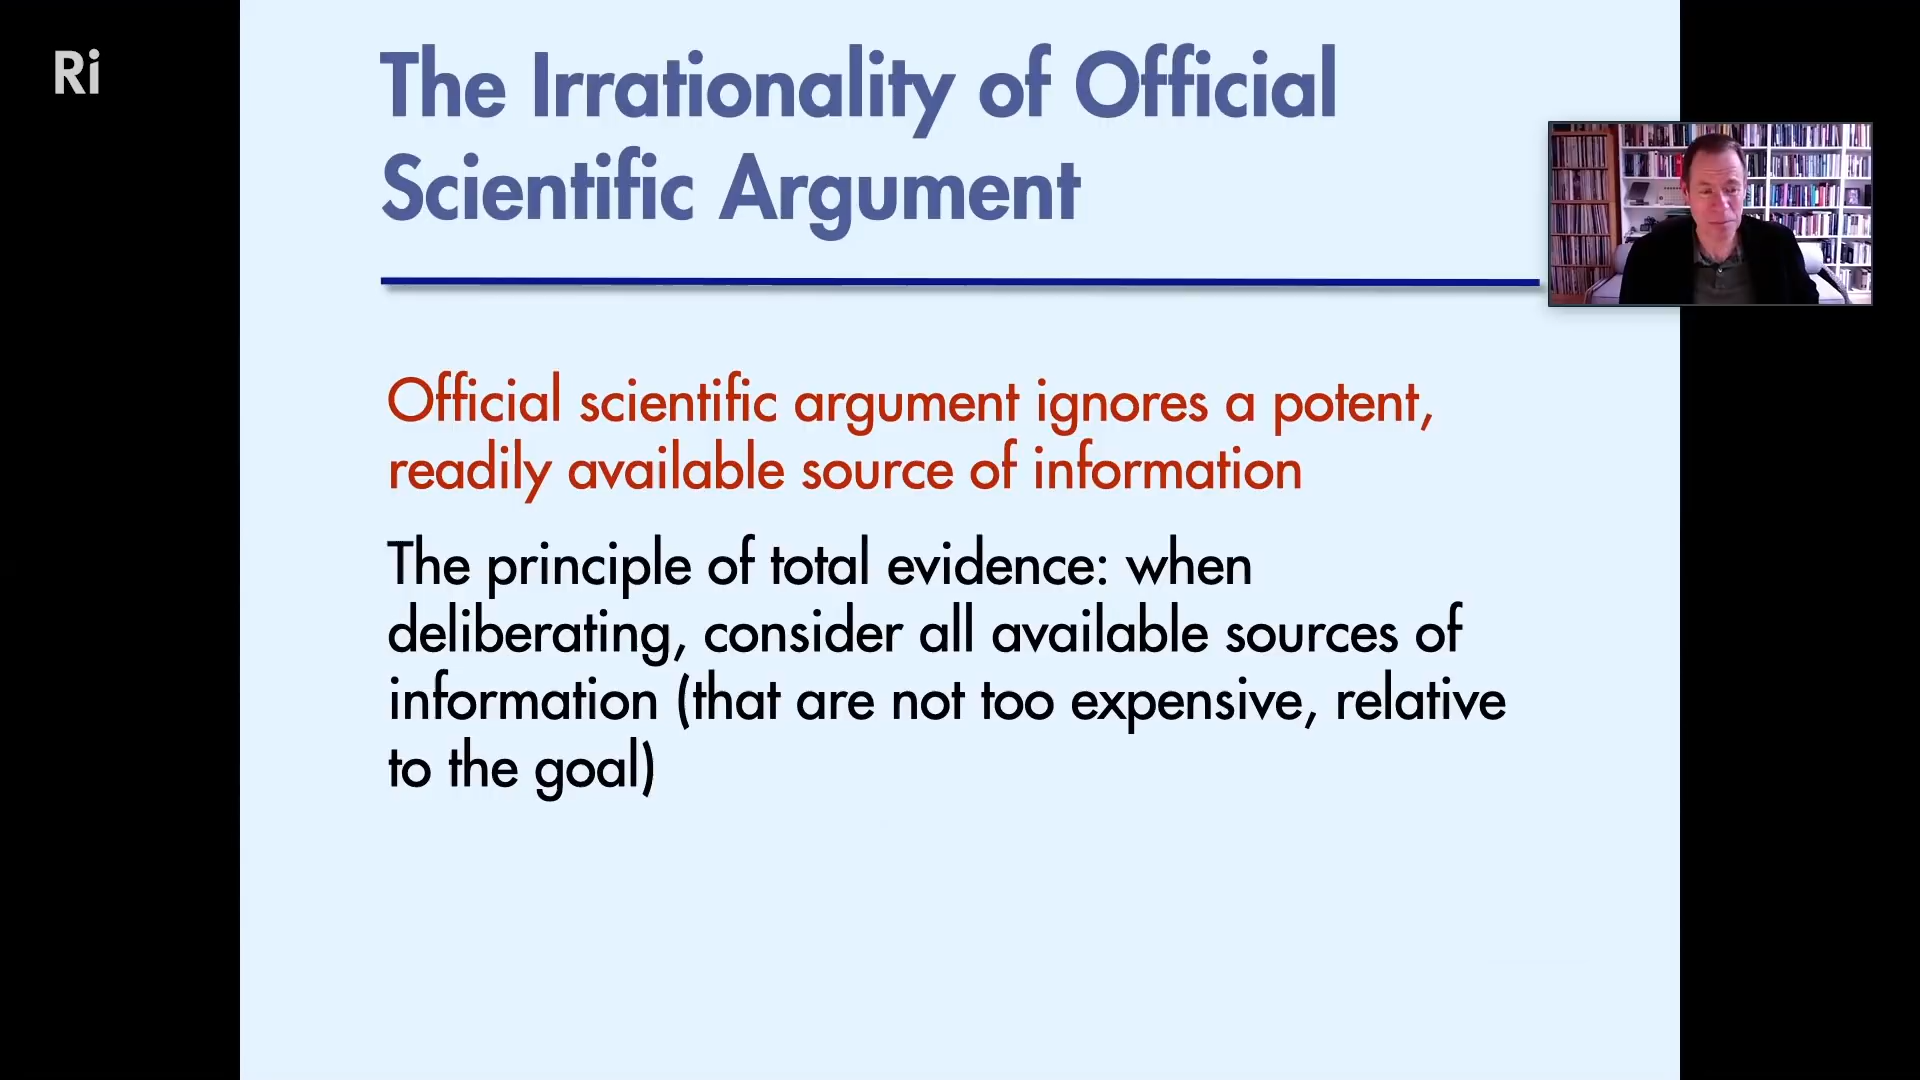 Ri
The Irrationality of Official
Scientific Argument
Official scientific argument ignores a potent,
readily available source of information
The principle of total evidence: when
deliberating, consider all available sources of
information (that are not too expensive, relative
to the goal)